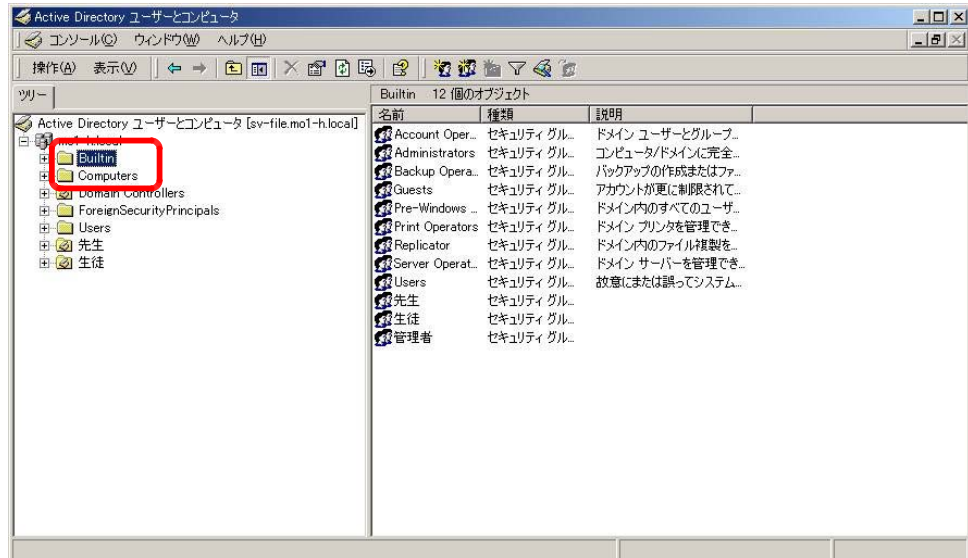 Active Directory ユーザーとコンピュータ
コンソール(C) ウィンドウ(W) ヘルプ(H)
操作(A) 表示(V)
ツリー
Builtin 12 個のオブジェクト
Active Directory ユーザーとコンピュータ [sv-file.mo1-h.local]
mo1-h.local
Builtin
Computers
Domain Controllers
ForeignSecurityPrincipals
Users
先生
生徒
名前 種類 説明
Account Oper... セキュリティ グル... ドメイン ユーザーとグループ...
Administrators セキュリティ グル... コンピュータ/ドメインに完全...
Backup Opera... セキュリティ グル... バックアップの作成またはファ...
Guests セキュリティ グル... アカウントが更に制限されて...
Pre-Windows ... セキュリティ グル... ドメイン内のすべてのユーザ...
Print Operators セキュリティ グル... ドメイン プリンタを管理でき...
Replicator セキュリティ グル... ドメイン内のファイル複製を...
Server Operat... セキュリティ グル... ドメイン サーバーを管理でき...
Users セキュリティ グル... 故意にまたは誤ってシステム...
先生 セキュリティ グル...
生徒 セキュリティ グル...
管理者 セキュリティ グル...